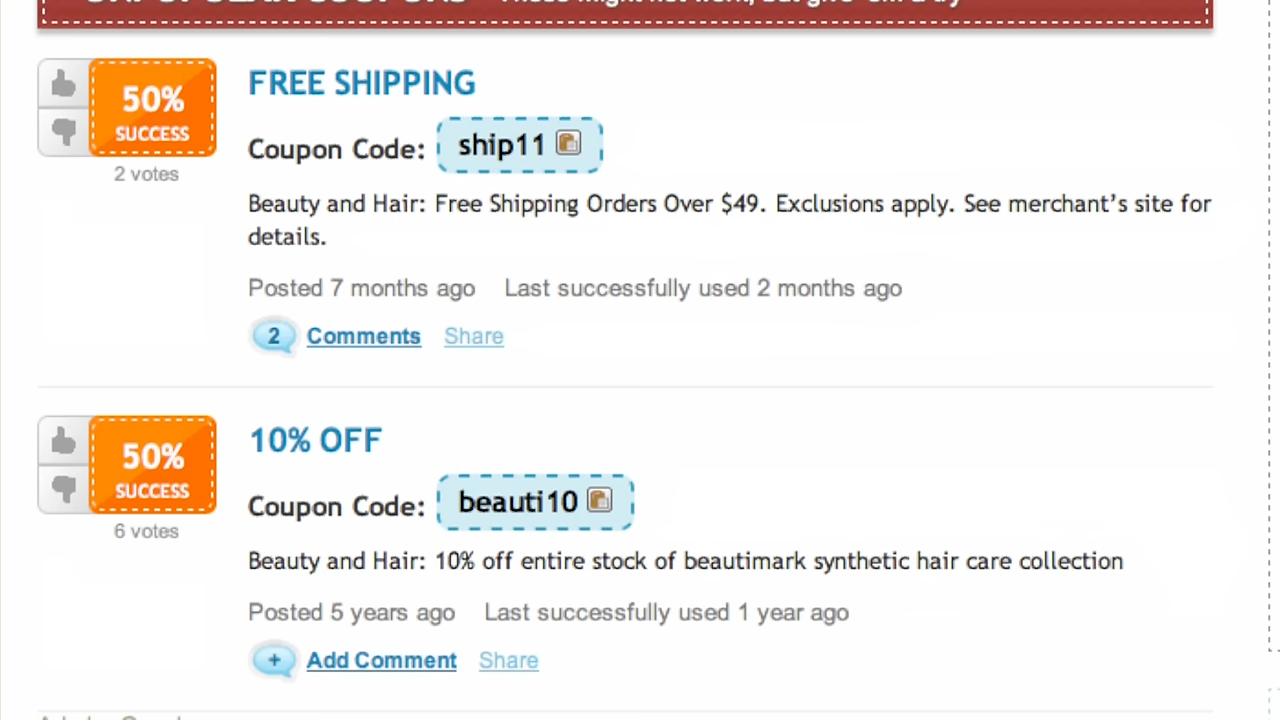 50%
SUCCESS
2 votes
FREE SHIPPING
Coupon Code: ship11
Beauty and Hair: Free Shipping Orders Over $49. Exclusions apply. See merchant’s site for
details.
Posted 7 months ago Last successfully used 2 months ago
2 Comments Share
50%
SUCCESS
6 votes
10% OFF
Coupon Code: beauti10
Beauty and Hair: 10% off entire stock of beautimark synthetic hair care collection
Posted 5 years ago Last successfully used 1 year ago
+ Add Comment Share